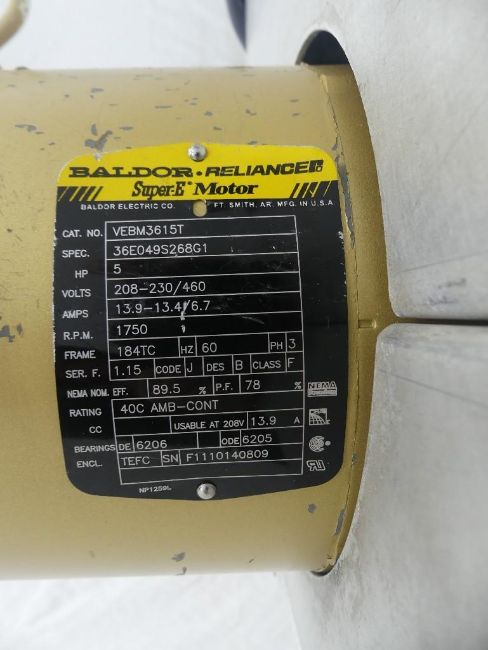 BALDOR·RELIANCE
Super-E® Motor
BALDOR ELECTRIC CO. FT. SMITH, AR. MFG. IN U.S.A.
CAT. NO. VEBM3615T
SPEC. 36E049S268G1
HP 5
VOLTS 208-230/460
AMPS 13.9-13.4/6.7
R.P.M. 1750
FRAME 184TC HZ 60 PH 3
SER. F. 1.15 CODE J DES B CLASS F
NEMA NOM. EFF. 89.5 % P.F. 78 %
RATING 40C AMB-CONT
CC USABLE AT 208V 13.9 A
BEARINGS DE 6206 ODE 6205
ENCL. TEFC SN F1110140809
NP1259L
NEMA